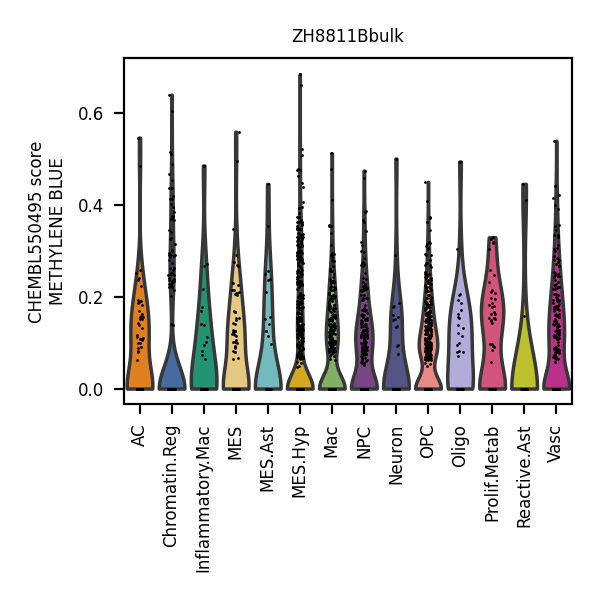 ZH8811Bbulk
CHEMBL550495 score
METHYLENE BLUE
0.6
0.4
0.2
0.0
AC
Chromatin.Reg
Inflammatory.Mac
MES
MES.Ast
MES.Hyp
Mac
NPC
Neuron
OPC
Oligo
Prolif.Metab
Reactive.Ast
Vasc